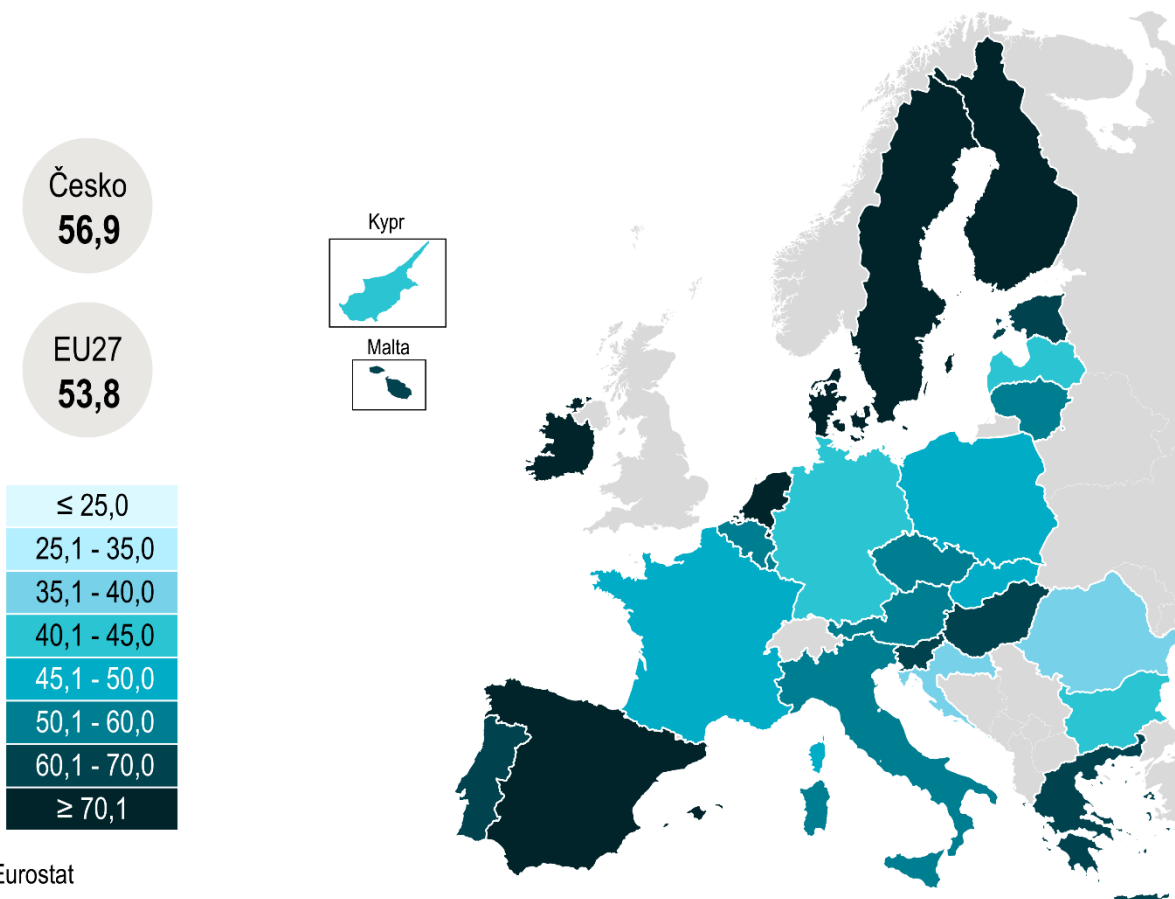 Česko
56,9
Kypr
EU27
53,8
Malta
≤ 25,0
25,1 - 35,0
35,1 - 40,0
40,1 - 45,0
45,1 - 50,0
50,1 - 60,0
60,1 - 70,0
≥ 70,1
Eurostat